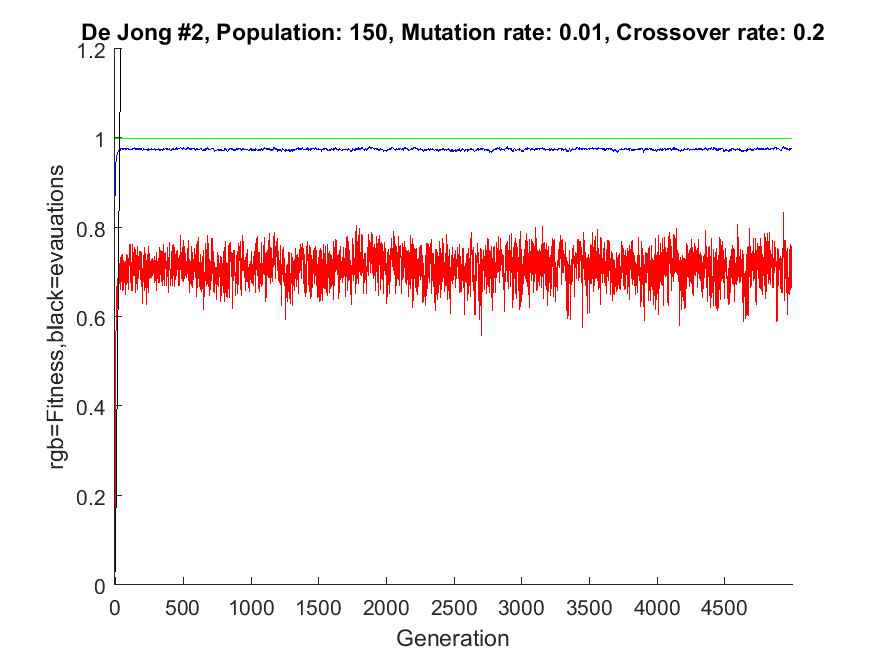 De Jong #2, Population: 150, Mutation rate: 0.01, Crossover rate: 0.2
1.2
1
0.8
0.6
0.4
0.2
0
rgb=Fitness,black=evauations
0 500 1000 1500 2000 2500 3000 3500 4000 4500
Generation